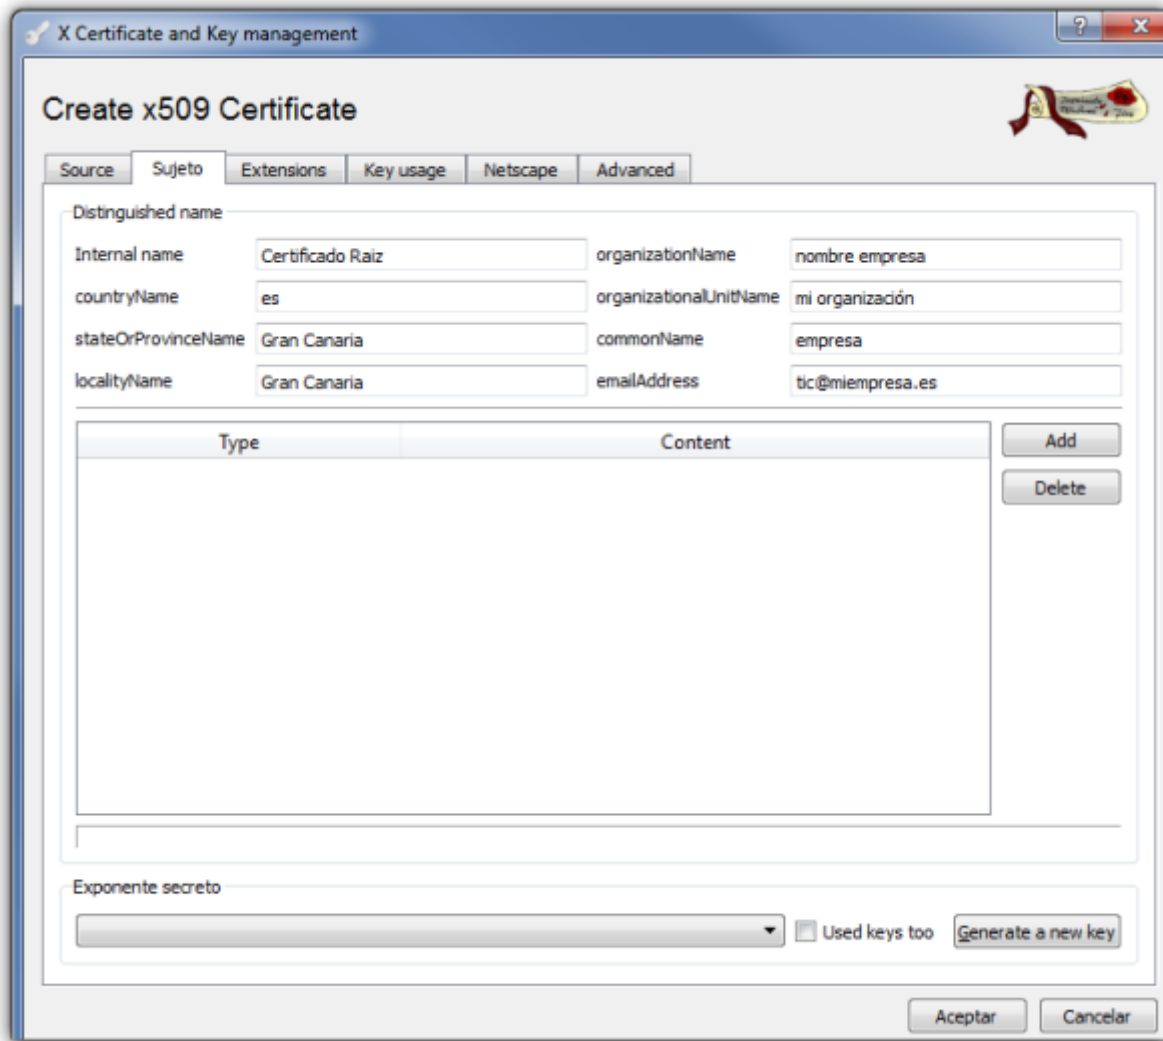 X Certificate and Key management
?
Create x509 Certificate
Source Sujeto Extensions Key usage Netscape Advanced
Distinguished name
Internal name Certificado Raiz organizationName nombre empresa
countryName es organizationalUnitName mi organización
stateOrProvinceName Gran Canaria commonName empresa
localityName Gran Canaria emailAddress tic@miempresa.es
Type Content Add
Delete
Exponente secreto
Used keys too Generate a new key
Aceptar Cancelar